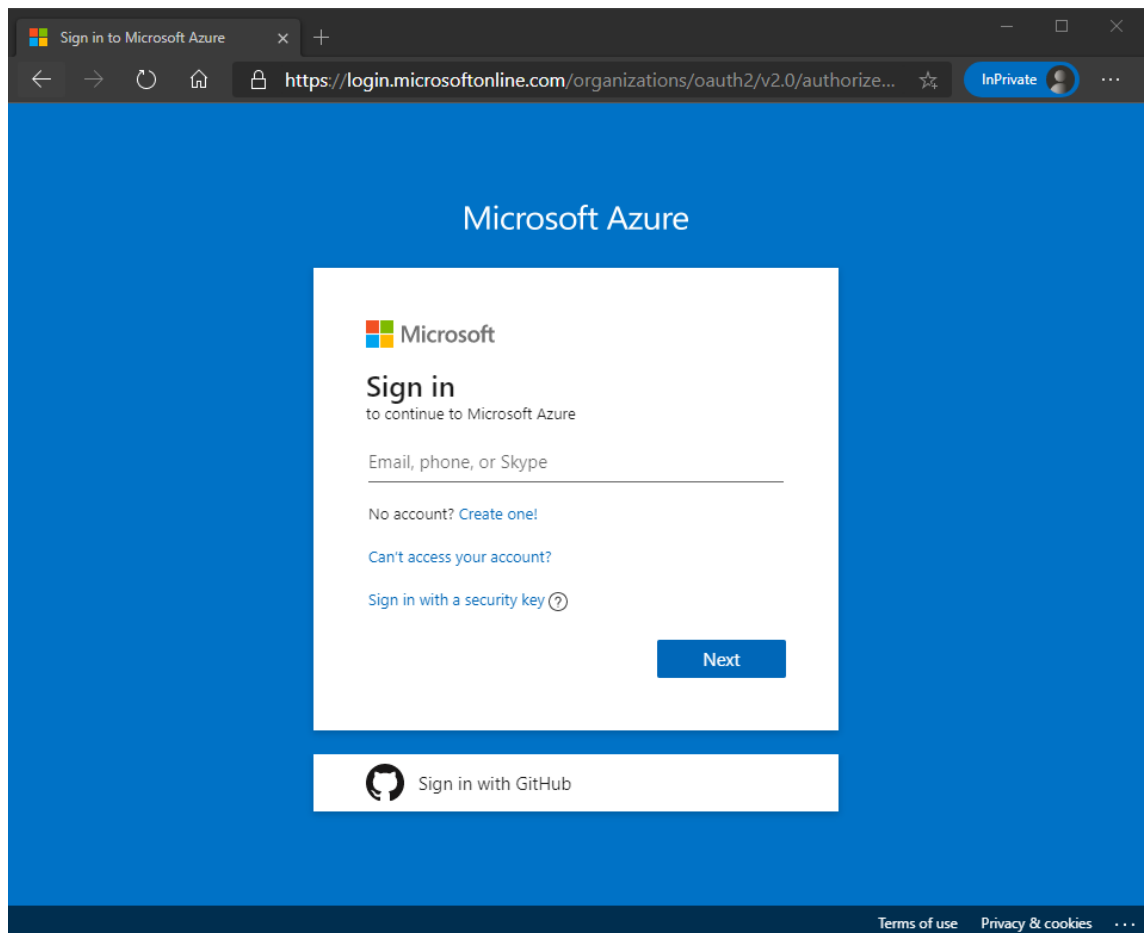 Sign in to Microsoft Azure
https://login.microsoftonline.com/organizations/oauth2/v2.0/authorize...
InPrivate
Microsoft Azure
Microsoft
Sign in
to continue to Microsoft Azure
Email, phone, or Skype
No account? Create one!
Can't access your account?
Sign in with a security key
Next
Sign in with GitHub
Terms of use Privacy & cookies ...